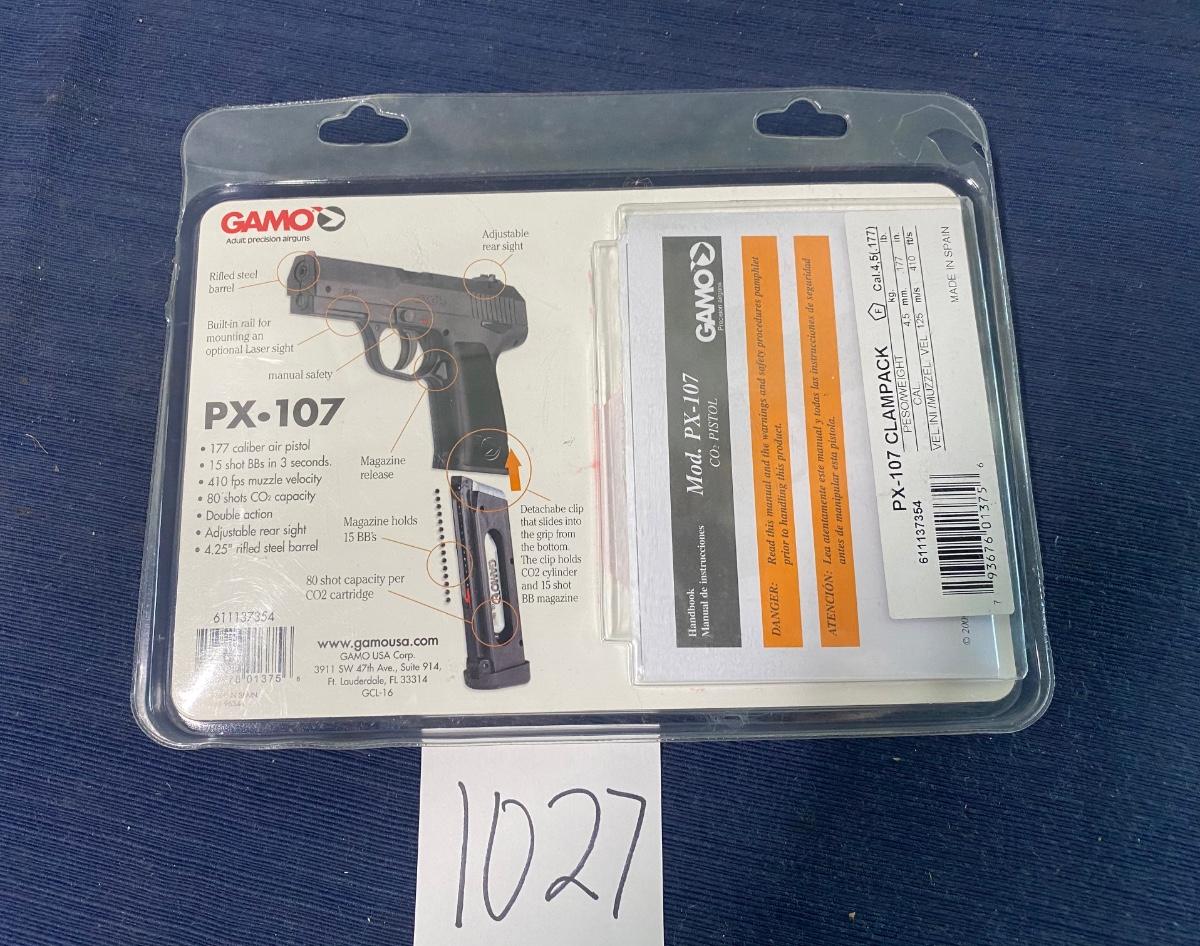 GAMO
Adult precision airguns
Rifled steel
barrel
Adjustable
rear sight
Built-in rail for
mounting an
optional Laser sight
manual safety
PX•107
• 177 caliber air pistol
• 15 shot BBs in 3 seconds.
• 410 fps muzzle velocity
• 80 shots CO₂ capacity
• Double action
• Adjustable rear sight
• 4.25" rifled steel barrel
Magazine
release
Magazine holds
15 BB's
80 shot capacity per
CO2 cartridge
Detachabe clip
that slides into
the grip from
the bottom.
The clip holds
CO2 cylinder
and 15 shot
BB magazine
GAMO
611137354
01375 6
www.gamousa.com
GAMO USA Corp.
3911 SW 47th Ave., Suite 914,
Ft. Lauderdale, FL 33314
GCL-16
Handbook
Manual de instrucciones
Mod. PX-107
CO₂ PISTOL
GAMO
Precision airguns
DANGER: Read this manual and the warnings and safety procedures pamphlet
prior to handling this product.
ATENCIÓN: Lea atentamente este manual y todas las instrucciones de seguridad
antes de manipular esta pistola.
PX-107 CLAMPACK F Cal.4,5(.177)
PESO/WEIGHT kg. lb.
CAL. 4,5 mm. .177 in.
VEL.INI./MUZZEL VEL. 125 m/s 410 ft/s
MADE IN SPAIN
611137354
7 93676 01375 6
1027